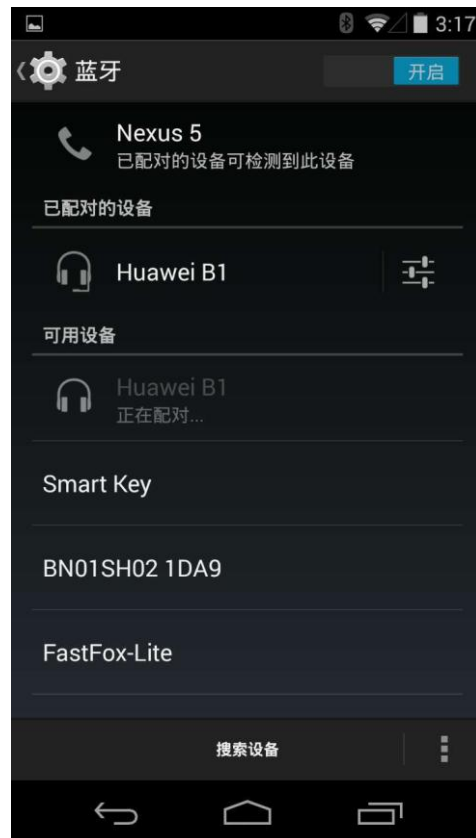 3:17
蓝牙
开启
Nexus 5
已配对的设备可检测到此设备
已配对的设备
Huawei B1
可用设备
Huawei B1
正在配对...
Smart Key
BN01SH02 1DA9
FastFox-Lite
搜索设备